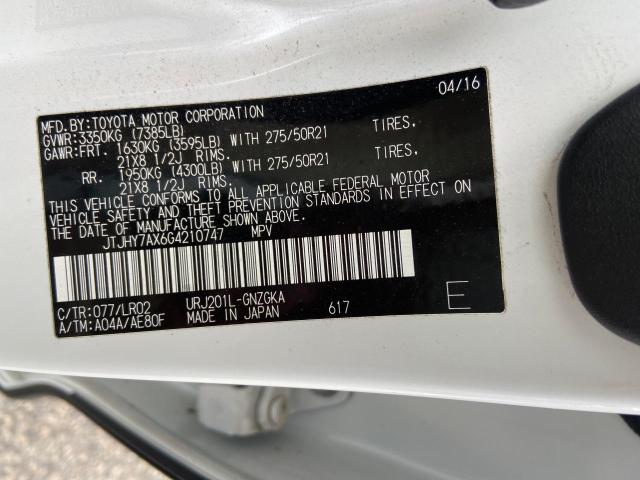 04/16
MFD.BY:TOYOTA MOTOR CORPORATION
GVWR:3350KG (7385LB)
GAWR:FRT. 1630KG (3595LB) WITH 275/50R21 TIRES.
21X8 1/2J RIMS.
RR. 1950KG (4300LB) WITH 275/50R21 TIRES.
21X8 1/2J RIMS.
THIS VEHICLE CONFORMS TO ALL APPLICABLE FEDERAL MOTOR
VEHICLE SAFETY AND THEFT PREVENTION STANDARDS IN EFFECT ON
THE DATE OF MANUFACTURE SHOWN ABOVE.
JTJHY7AX6G4210747 MPV
C/TR:077/LR02 URJ201L-GNZGKA
A/TM:A04A/AE80F MADE IN JAPAN 617
E